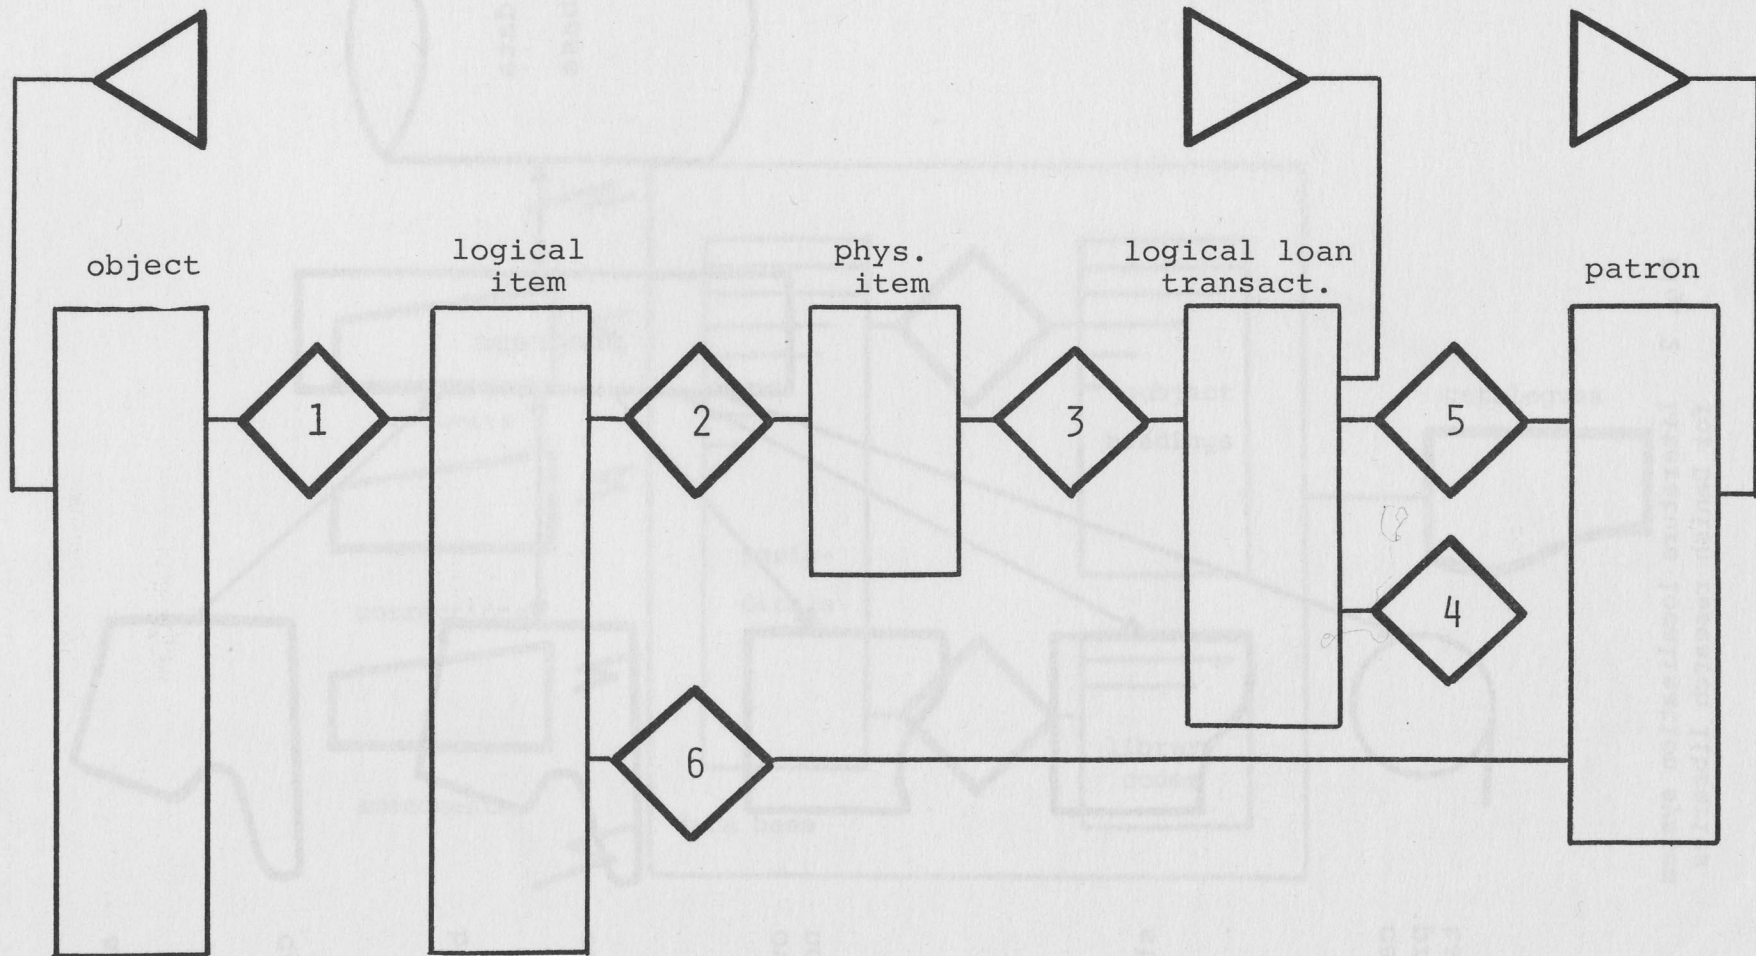 object
logical
item
phys.
item
logical loan
transact.
patron
1
2
3
5
4
6